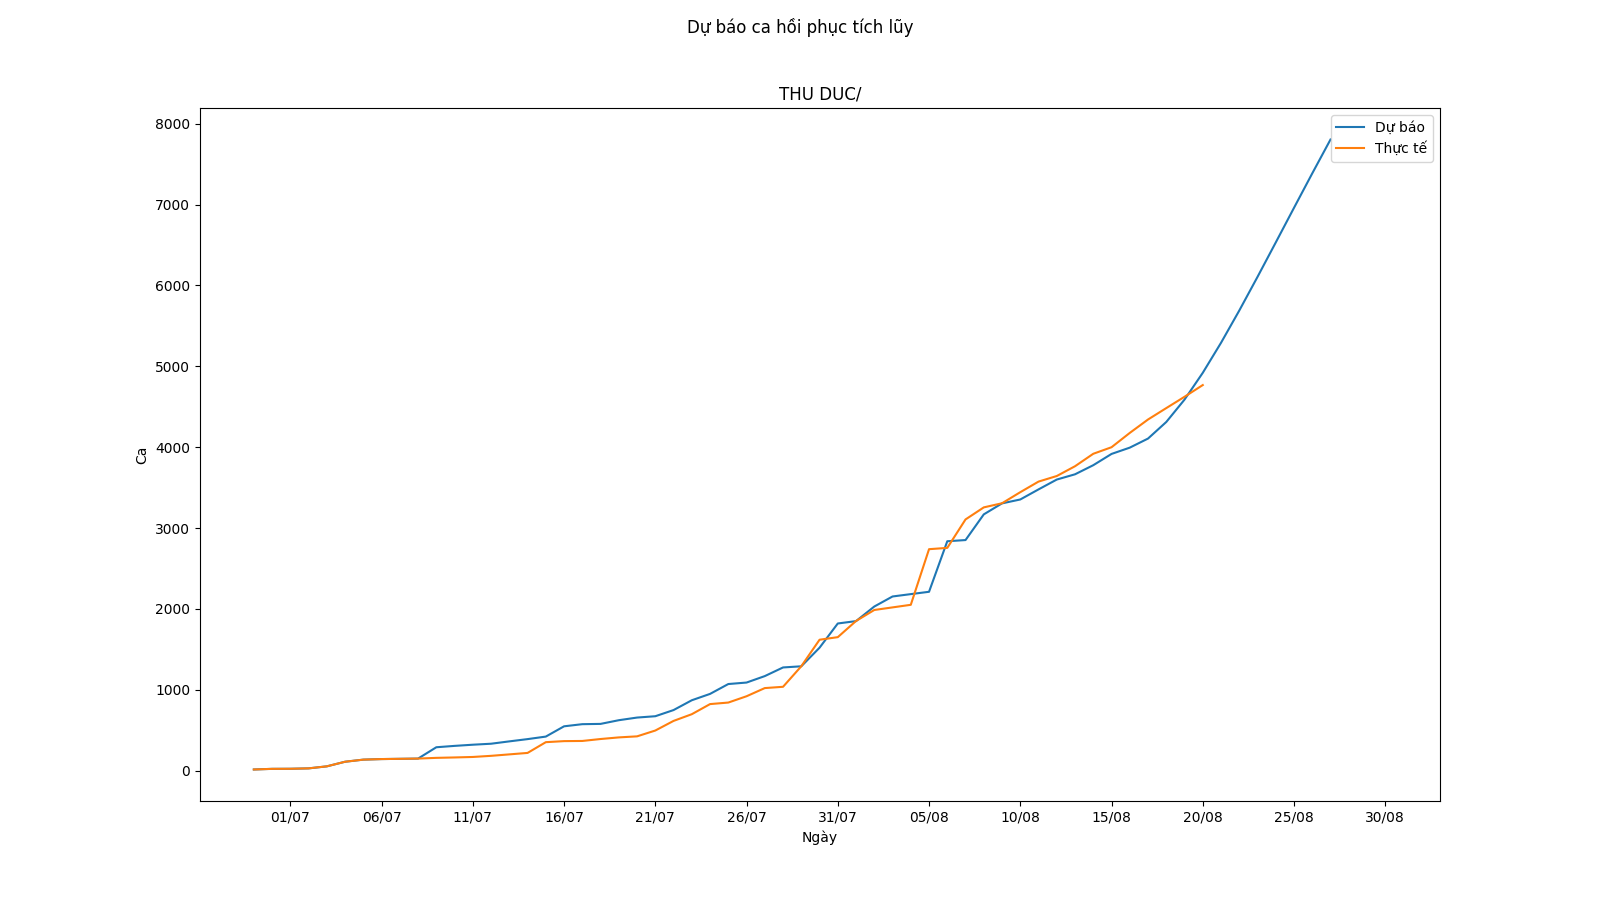 Dự báo ca hồi phục tích lũy
THU DUC/
Dự báo
Thực tế
8000
7000
6000
5000
4000
3000
2000
1000
0
Ca
01/07 06/07 11/07 16/07 21/07 26/07 31/07 05/08 10/08 15/08 20/08 25/08 30/08
Ngày